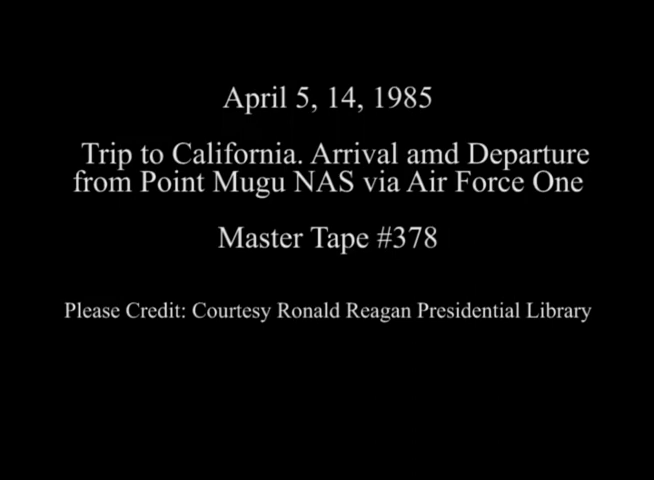 April 5, 14, 1985
Trip to California. Arrival amd Departure
from Point Mugu NAS via Air Force One
Master Tape #378
Please Credit: Courtesy Ronald Reagan Presidential Library